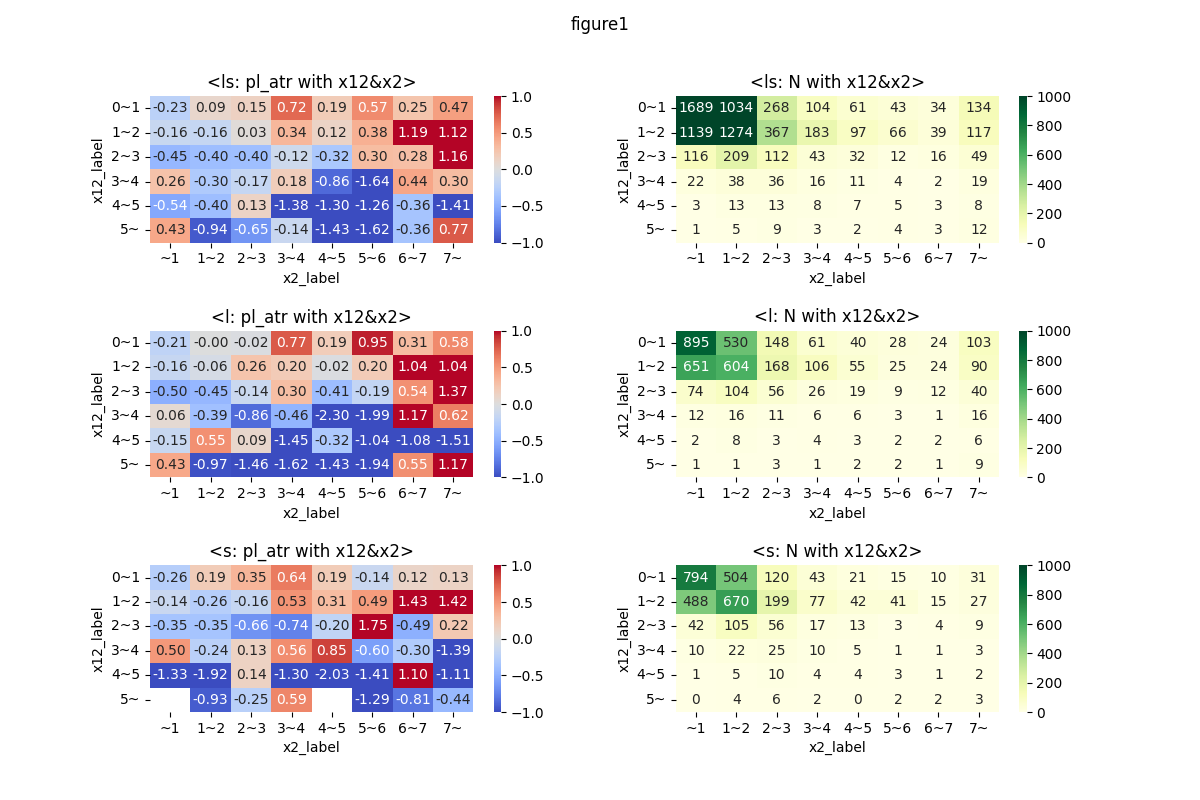 figure1
<ls: pl_atr with x12&x2>
x12_label
0~1 -0.23 0.09 0.15 0.72 0.19 0.57 0.25 0.47
1~2 -0.16 -0.16 0.03 0.34 0.12 0.38 1.19 1.12
2~3 -0.45 -0.40 -0.40 -0.12 -0.32 0.30 0.28 1.16
3~4 0.26 -0.30 -0.17 0.18 -0.86 -1.64 0.44 0.30
4~5 -0.54 -0.40 0.13 -1.38 -1.30 -1.26 -0.36 -1.41
5~ 0.43 -0.94 -0.65 -0.14 -1.43 -1.62 -0.36 0.77
~1 1~2 2~3 3~4 4~5 5~6 6~7 7~
x2_label
1.0
0.5
0.0
−0.5
−1.0
<ls: N with x12&x2>
x12_label
0~1 1689 1034 268 104 61 43 34 134
1~2 1139 1274 367 183 97 66 39 117
2~3 116 209 112 43 32 12 16 49
3~4 22 38 36 16 11 4 2 19
4~5 3 13 13 8 7 5 3 8
5~ 1 5 9 3 2 4 3 12
~1 1~2 2~3 3~4 4~5 5~6 6~7 7~
x2_label
1000
800
600
400
200
0
<l: pl_atr with x12&x2>
x12_label
0~1 -0.21 -0.00 -0.02 0.77 0.19 0.95 0.31 0.58
1~2 -0.16 -0.06 0.26 0.20 -0.02 0.20 1.04 1.04
2~3 -0.50 -0.45 -0.14 0.30 -0.41 -0.19 0.54 1.37
3~4 0.06 -0.39 -0.86 -0.46 -2.30 -1.99 1.17 0.62
4~5 -0.15 0.55 0.09 -1.45 -0.32 -1.04 -1.08 -1.51
5~ 0.43 -0.97 -1.46 -1.62 -1.43 -1.94 0.55 1.17
~1 1~2 2~3 3~4 4~5 5~6 6~7 7~
x2_label
1.0
0.5
0.0
−0.5
−1.0
<l: N with x12&x2>
x12_label
0~1 895 530 148 61 40 28 24 103
1~2 651 604 168 106 55 25 24 90
2~3 74 104 56 26 19 9 12 40
3~4 12 16 11 6 6 3 1 16
4~5 2 8 3 4 3 2 2 6
5~ 1 1 3 1 2 2 1 9
~1 1~2 2~3 3~4 4~5 5~6 6~7 7~
x2_label
1000
800
600
400
200
0
<s: pl_atr with x12&x2>
x12_label
0~1 -0.26 0.19 0.35 0.64 0.19 -0.14 0.12 0.13
1~2 -0.14 -0.26 -0.16 0.53 0.31 0.49 1.43 1.42
2~3 -0.35 -0.35 -0.66 -0.74 -0.20 1.75 -0.49 0.22
3~4 0.50 -0.24 0.13 0.56 0.85 -0.60 -0.30 -1.39
4~5 -1.33 -1.92 0.14 -1.30 -2.03 -1.41 1.10 -1.11
5~ -0.93 -0.25 0.59 -1.29 -0.81 -0.44
~1 1~2 2~3 3~4 4~5 5~6 6~7 7~
x2_label
1.0
0.5
0.0
−0.5
−1.0
<s: N with x12&x2>
x12_label
0~1 794 504 120 43 21 15 10 31
1~2 488 670 199 77 42 41 15 27
2~3 42 105 56 17 13 3 4 9
3~4 10 22 25 10 5 1 1 3
4~5 1 5 10 4 4 3 1 2
5~ 0 4 6 2 0 2 2 3
~1 1~2 2~3 3~4 4~5 5~6 6~7 7~
x2_label
1000
800
600
400
200
0